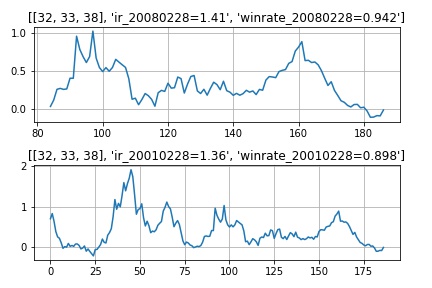 [[32, 33, 38], 'ir_20080228=1.41', 'winrate_20080228=0.942']
1.0
0.5
0.0
80 100 120 140 160 180
[[32, 33, 38], 'ir_20010228=1.36', 'winrate_20010228=0.898']
2
1
0
0 25 50 75 100 125 150 175